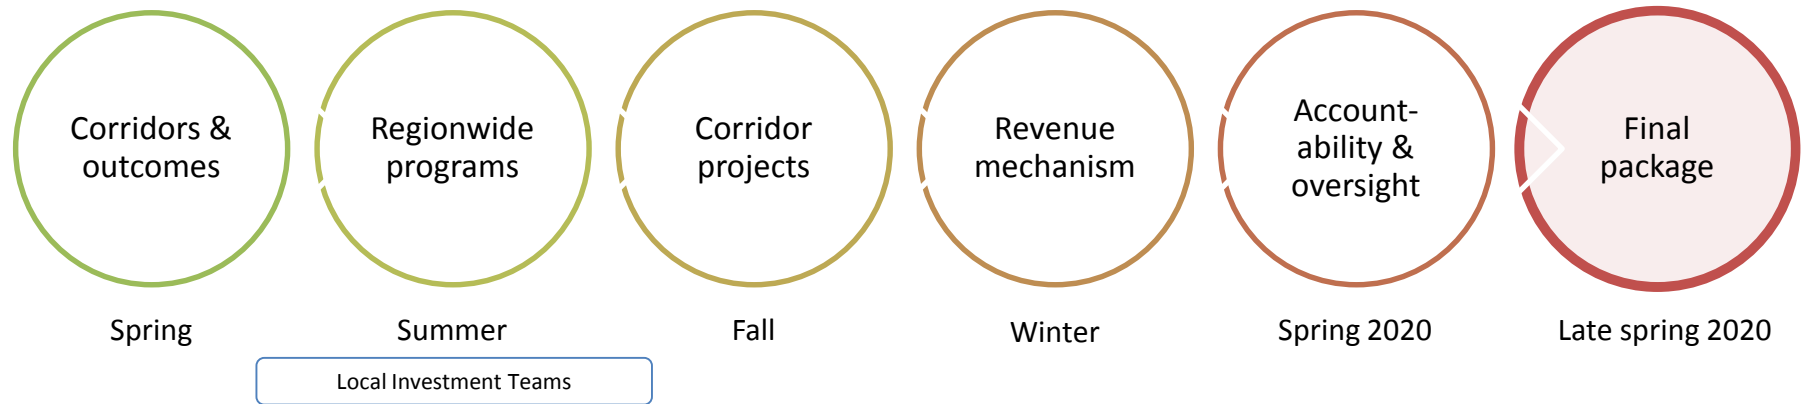 Corridors &
outcomes
Regionwide
programs
Corridor
projects
Revenue
mechanism
Account-
ability &
oversight
Final
package
Spring
Summer
Fall
Winter
Spring 2020
Late spring 2020
Local Investment Teams